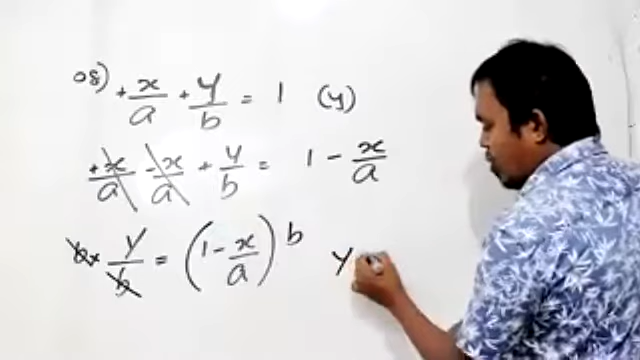 08) +x/a + y/b = 1 (y)
+x/a - x/a + y/b = 1 - x/a
b × y/b = (1 - x/a) b
y